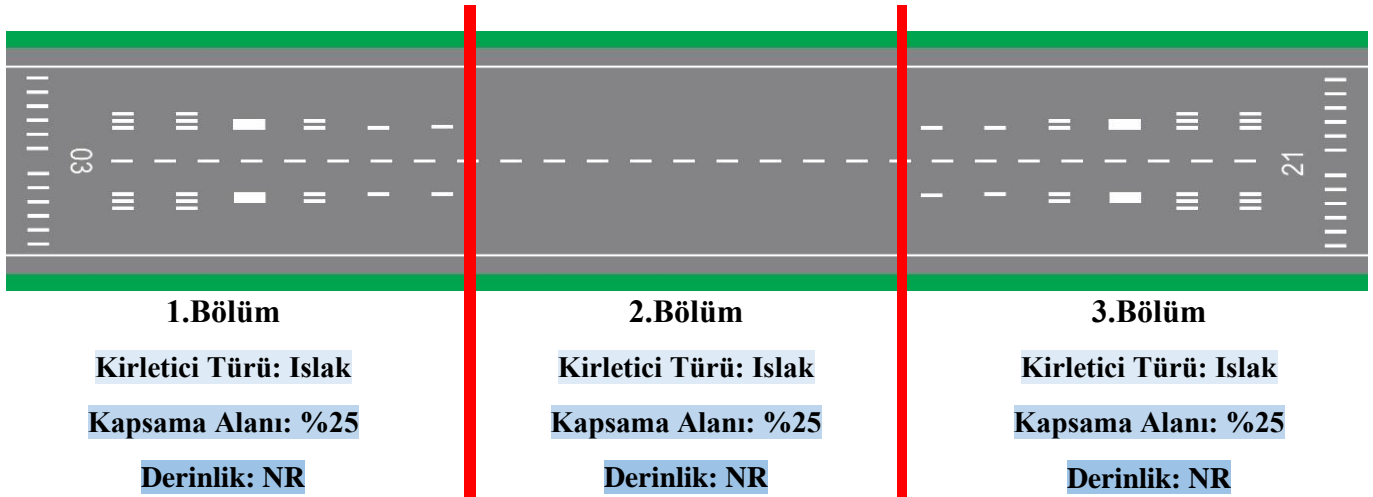 03
21
1.Bölüm
Kirletici Türü: Islak
Kapsama Alanı: %25
Derinlik: NR
2.Bölüm
Kirletici Türü: Islak
Kapsama Alanı: %25
Derinlik: NR
3.Bölüm
Kirletici Türü: Islak
Kapsama Alanı: %25
Derinlik: NR